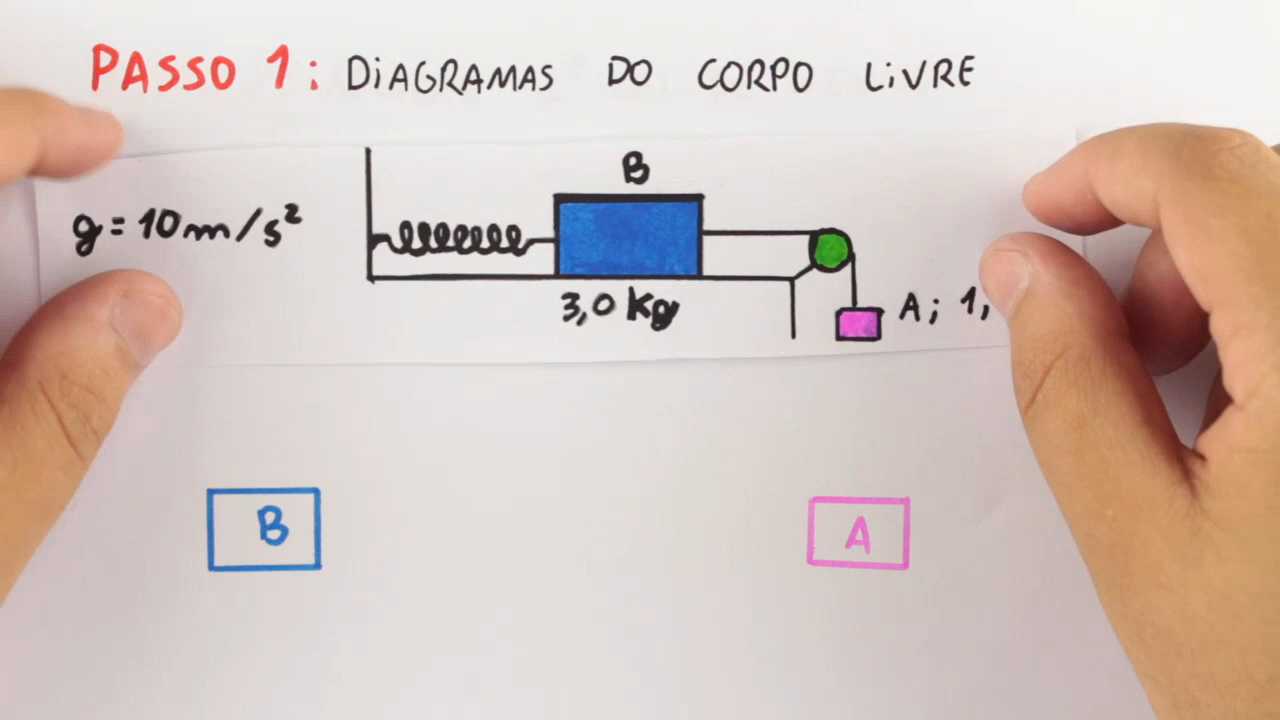 PASSO 1: DIAGRAMAS DO CORPO LIVRE
B
g = 10 m/s²
3,0 kg
A; 1,
B
A